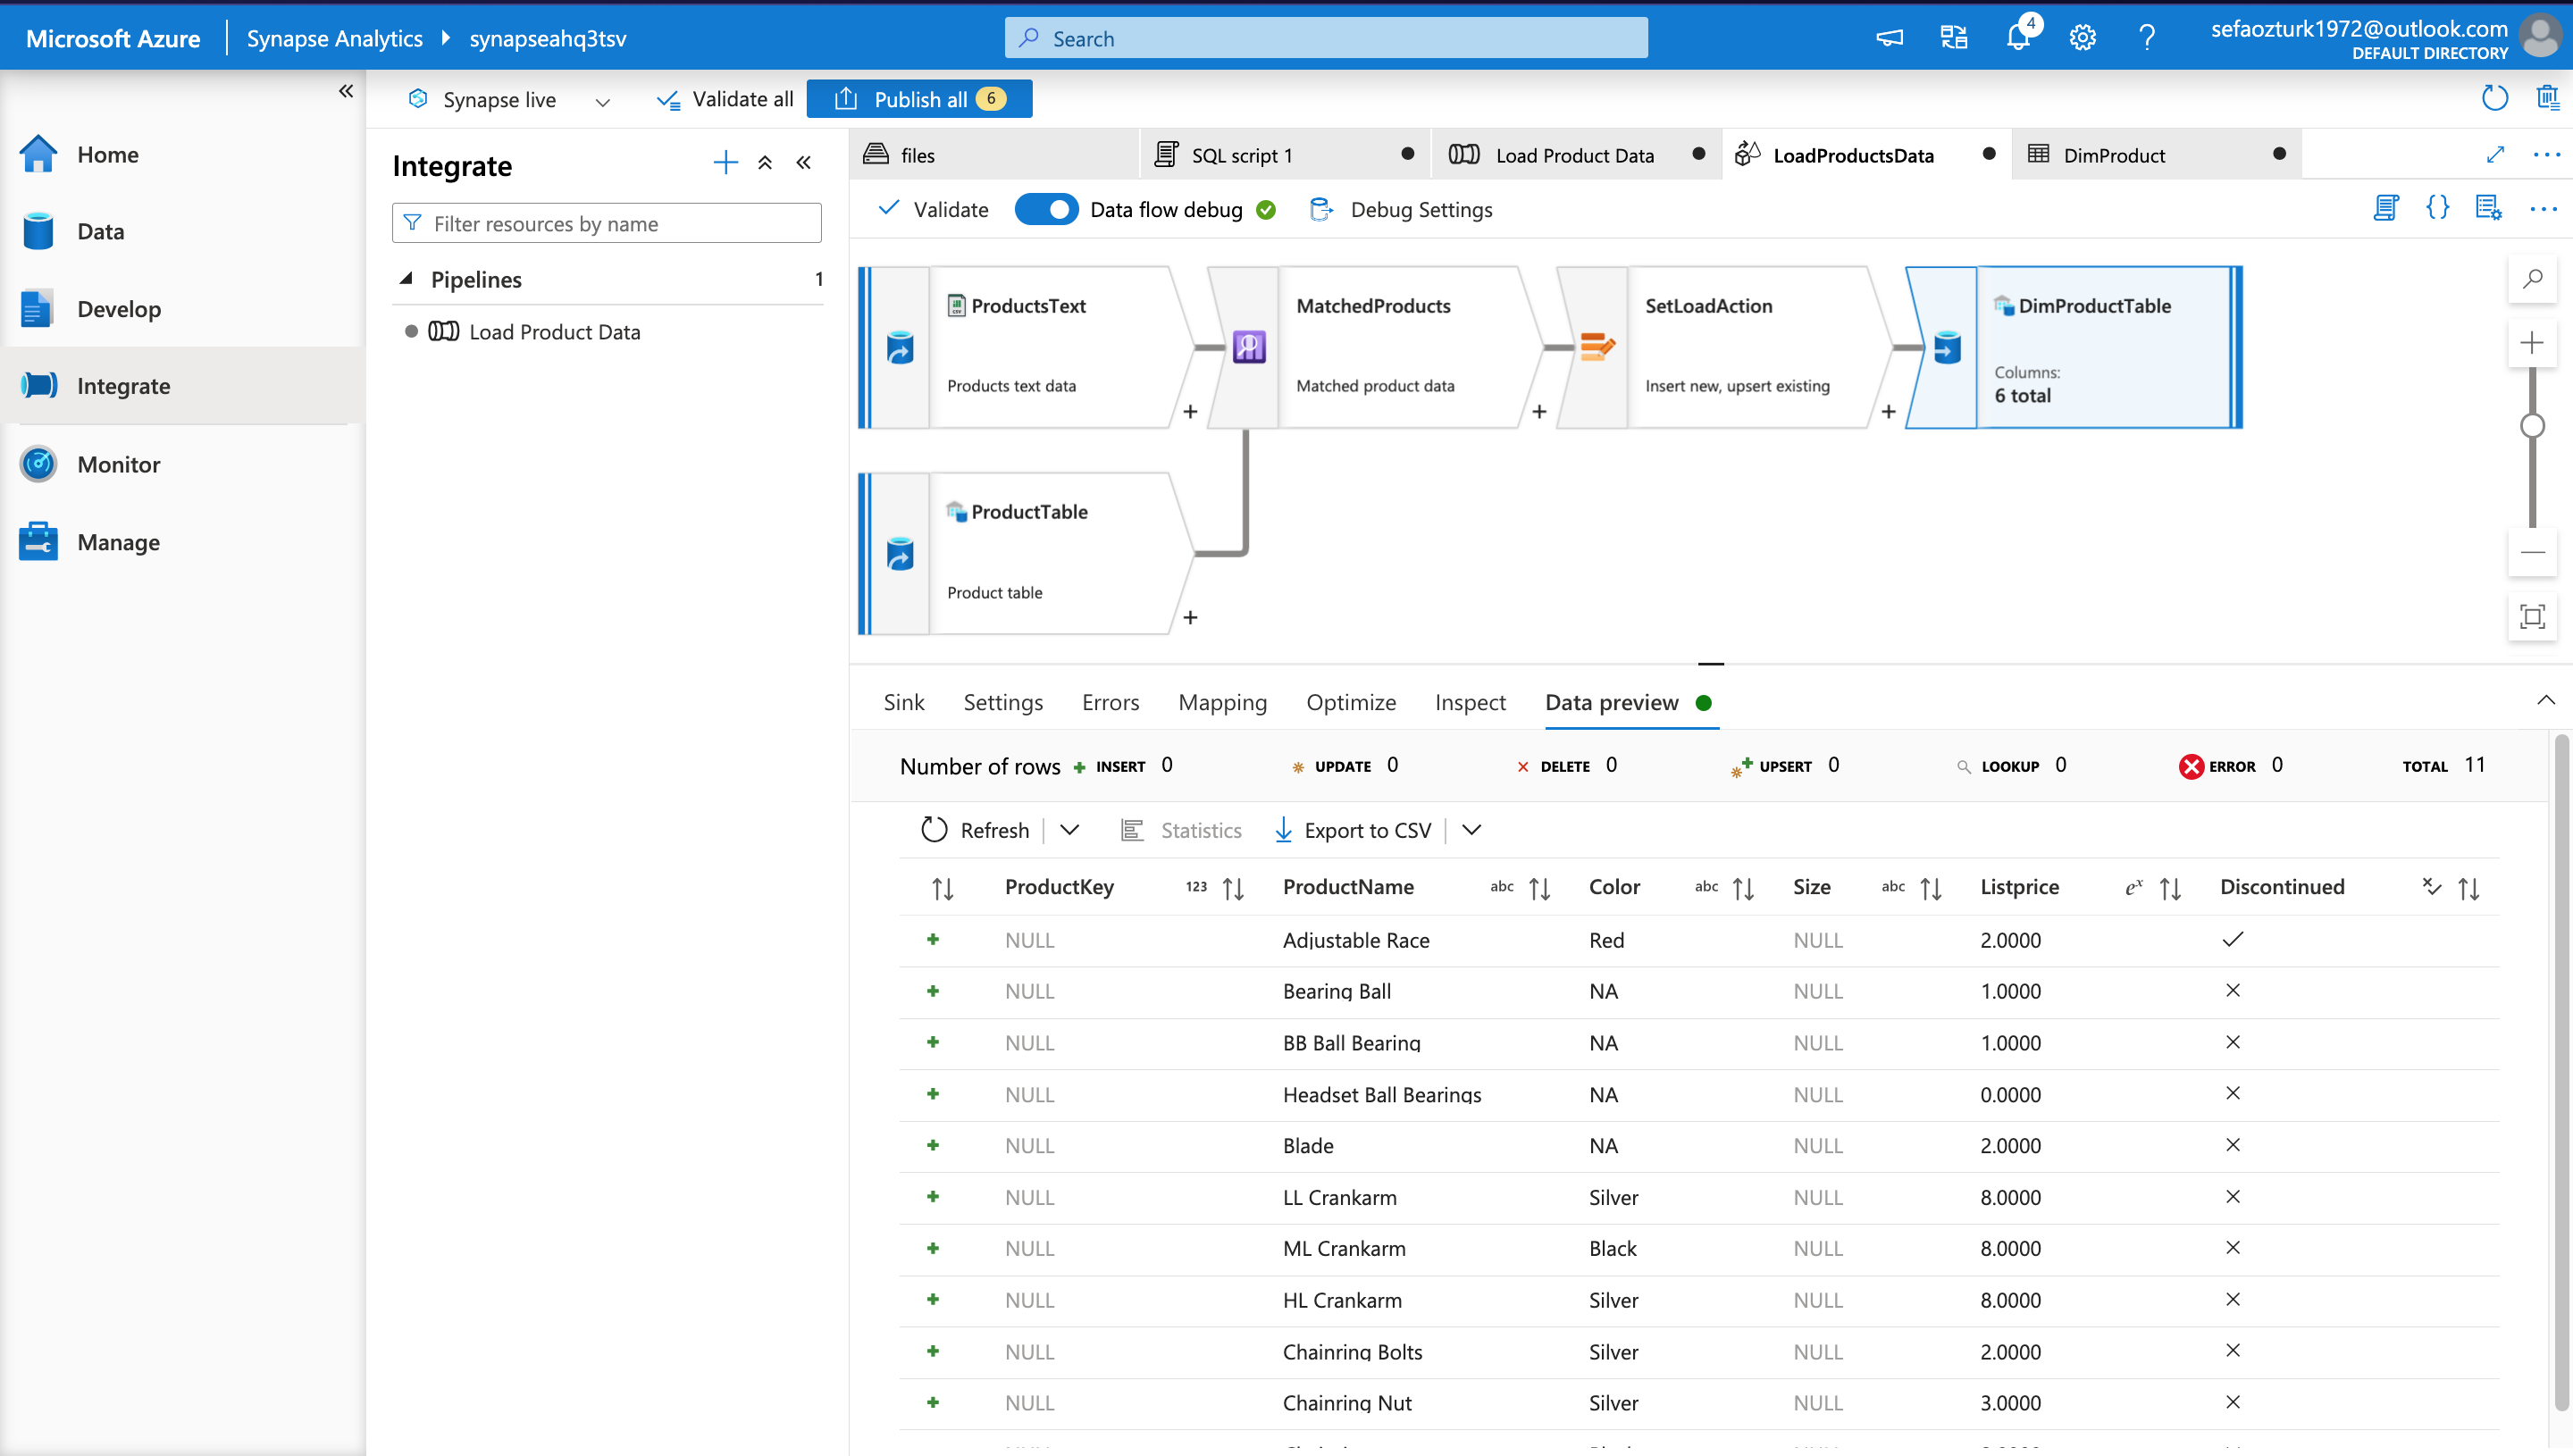 Microsoft Azure Synapse Analytics synapseahq3tsv Search 4 sefaozturk1972@outlook.com
DEFAULT DIRECTORY
Synapse live Validate all Publish all 6
Home
Data
Develop
Integrate
Monitor
Manage
Integrate
Filter resources by name
Pipelines 1
Load Product Data
files SQL script 1 Load Product Data LoadProductsData DimProduct
Validate Data flow debug Debug Settings
ProductsText
Products text data
MatchedProducts
Matched product data
SetLoadAction
Insert new, upsert existing
DimProductTable
Columns:
6 total
ProductTable
Product table
Sink Settings Errors Mapping Optimize Inspect Data preview
Number of rows INSERT 0 UPDATE 0 DELETE 0 UPSERT 0 LOOKUP 0 ERROR 0 TOTAL 11
Refresh Statistics Export to CSV
ProductKey 123 ProductName abc Color abc Size abc Listprice eˣ Discontinued
NULL Adjustable Race Red NULL 2.0000
NULL Bearing Ball NA NULL 1.0000
NULL BB Ball Bearing NA NULL 1.0000
NULL Headset Ball Bearings NA NULL 0.0000
NULL Blade NA NULL 2.0000
NULL LL Crankarm Silver NULL 8.0000
NULL ML Crankarm Black NULL 8.0000
NULL HL Crankarm Silver NULL 8.0000
NULL Chainring Bolts Silver NULL 2.0000
NULL Chainring Nut Silver NULL 3.0000